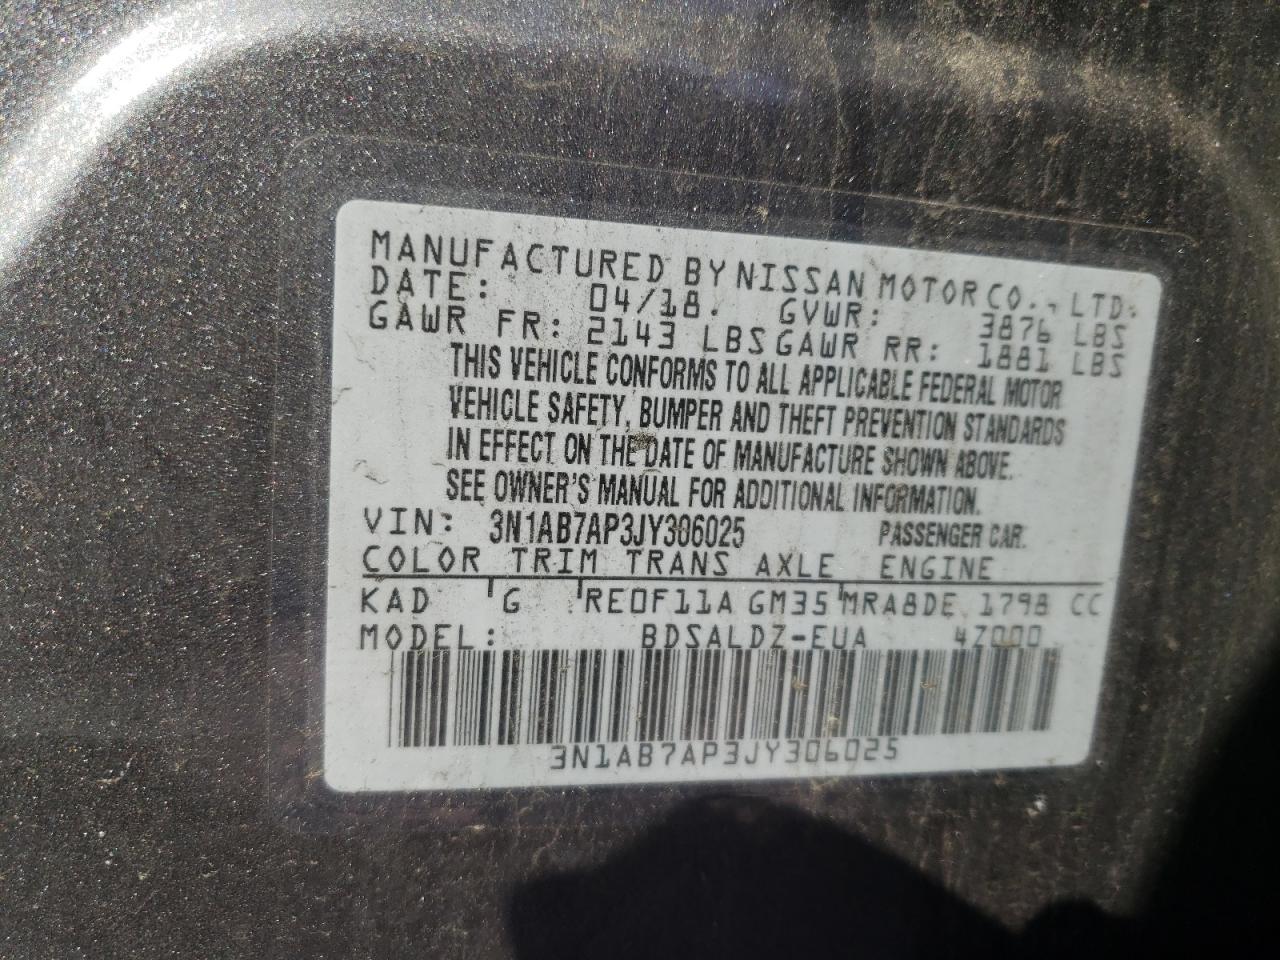 MANUFACTURED BY NISSAN MOTOR CO., LTD.
DATE: 04/18. GVWR: 3876 LBS
GAWR FR: 2143 LBS GAWR RR: 1881 LBS
THIS VEHICLE CONFORMS TO ALL APPLICABLE FEDERAL MOTOR
VEHICLE SAFETY, BUMPER AND THEFT PREVENTION STANDARDS
IN EFFECT ON THE DATE OF MANUFACTURE SHOWN ABOVE.
SEE OWNER'S MANUAL FOR ADDITIONAL INFORMATION.
VIN: 3N1AB7AP3JY306025 PASSENGER CAR.
COLOR TRIM TRANS AXLE ENGINE
KAD G RE0F11A GM35 MRA8DE 1798 CC
MODEL: BDSALDZ-EUA 4Z000
3N1AB7AP3JY306025